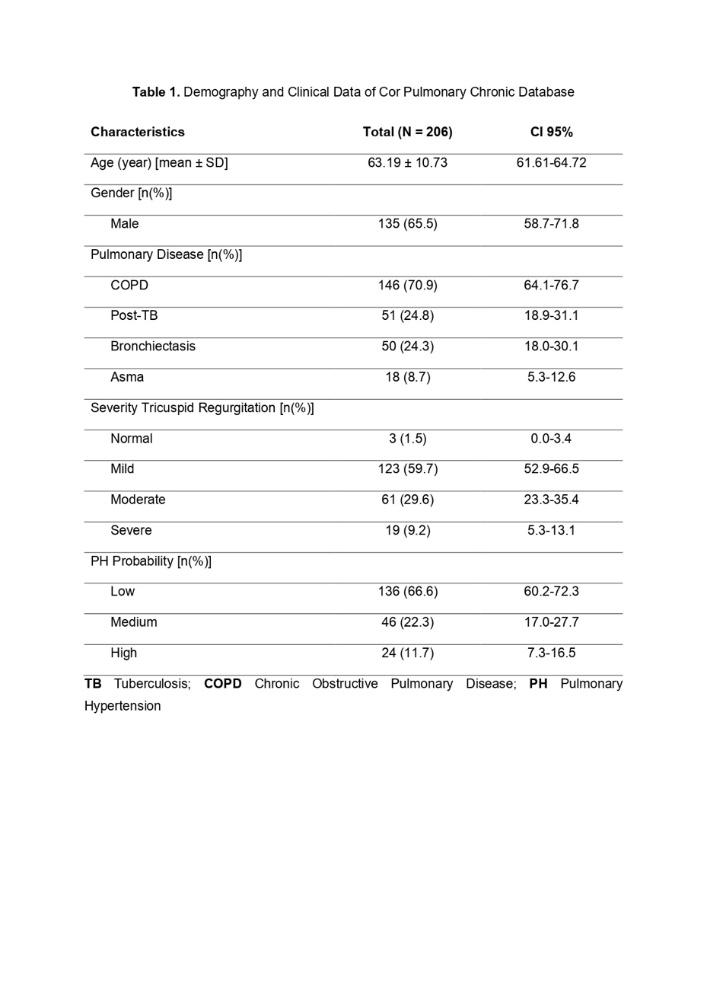 Table 1. Demography and Clinical Data of Cor Pulmonary Chronic Database
Characteristics Total (N = 206) CI 95%
Age (year) [mean ± SD] 63.19 ± 10.73 61.61-64.72
Gender [n(%)]
Male 135 (65.5) 58.7-71.8
Pulmonary Disease [n(%)]
COPD 146 (70.9) 64.1-76.7
Post-TB 51 (24.8) 18.9-31.1
Bronchiectasis 50 (24.3) 18.0-30.1
Asma 18 (8.7) 5.3-12.6
Severity Tricuspid Regurgitation [n(%)]
Normal 3 (1.5) 0.0-3.4
Mild 123 (59.7) 52.9-66.5
Moderate 61 (29.6) 23.3-35.4
Severe 19 (9.2) 5.3-13.1
PH Probability [n(%)]
Low 136 (66.6) 60.2-72.3
Medium 46 (22.3) 17.0-27.7
High 24 (11.7) 7.3-16.5
TB Tuberculosis; COPD Chronic Obstructive Pulmonary Disease; PH Pulmonary
Hypertension